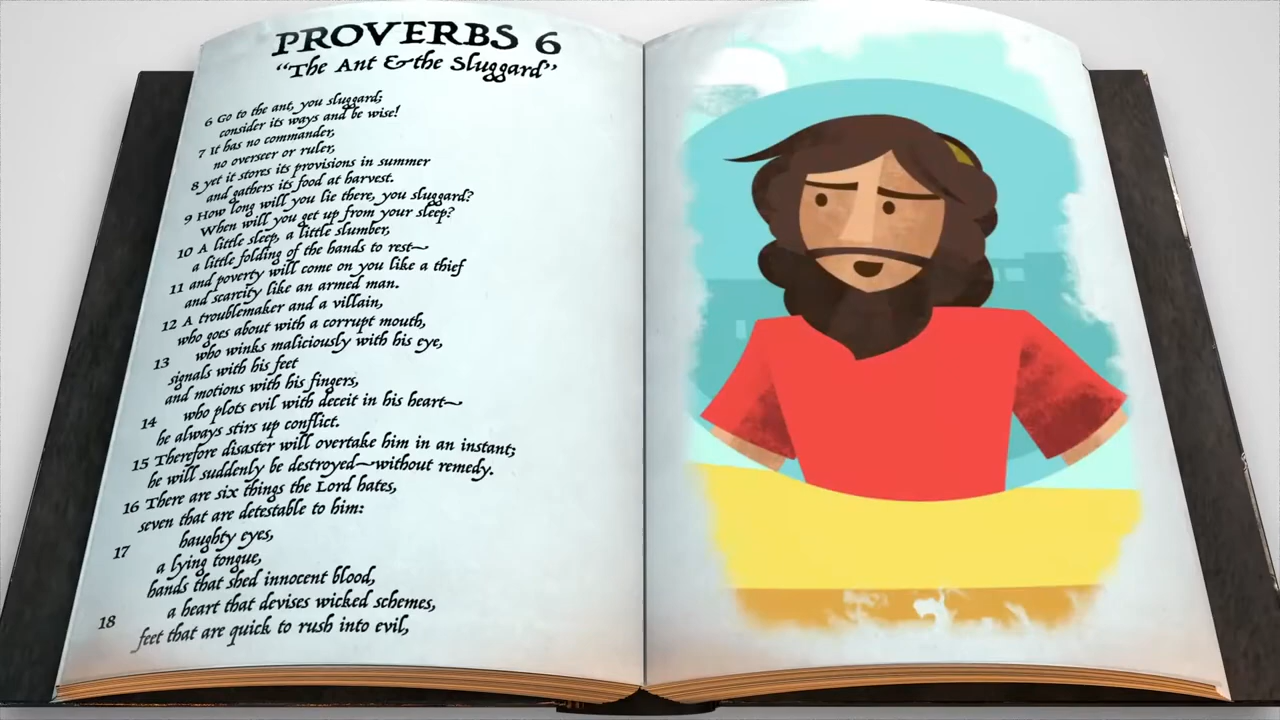 PROVERBS 6
“The Ant & the Sluggard”
6 Go to the ant, you sluggard;
consider its ways and be wise!
7 It has no commander,
no overseer or ruler,
8 yet it stores its provisions in summer
and gathers its food at harvest.
9 How long will you lie there, you sluggard?
When will you get up from your sleep?
10 A little sleep, a little slumber,
a little folding of the hands to rest—
11 and poverty will come on you like a thief
and scarcity like an armed man.
12 A troublemaker and a villain,
who goes about with a corrupt mouth,
13 who winks maliciously with his eye,
signals with his feet
and motions with his fingers,
14 who plots evil with deceit in his heart—
he always stirs up conflict.
15 Therefore disaster will overtake him in an instant;
he will suddenly be destroyed—without remedy.
16 There are six things the Lord hates,
seven that are detestable to him:
17 haughty eyes,
a lying tongue,
hands that shed innocent blood,
18 a heart that devises wicked schemes,
feet that are quick to rush into evil,